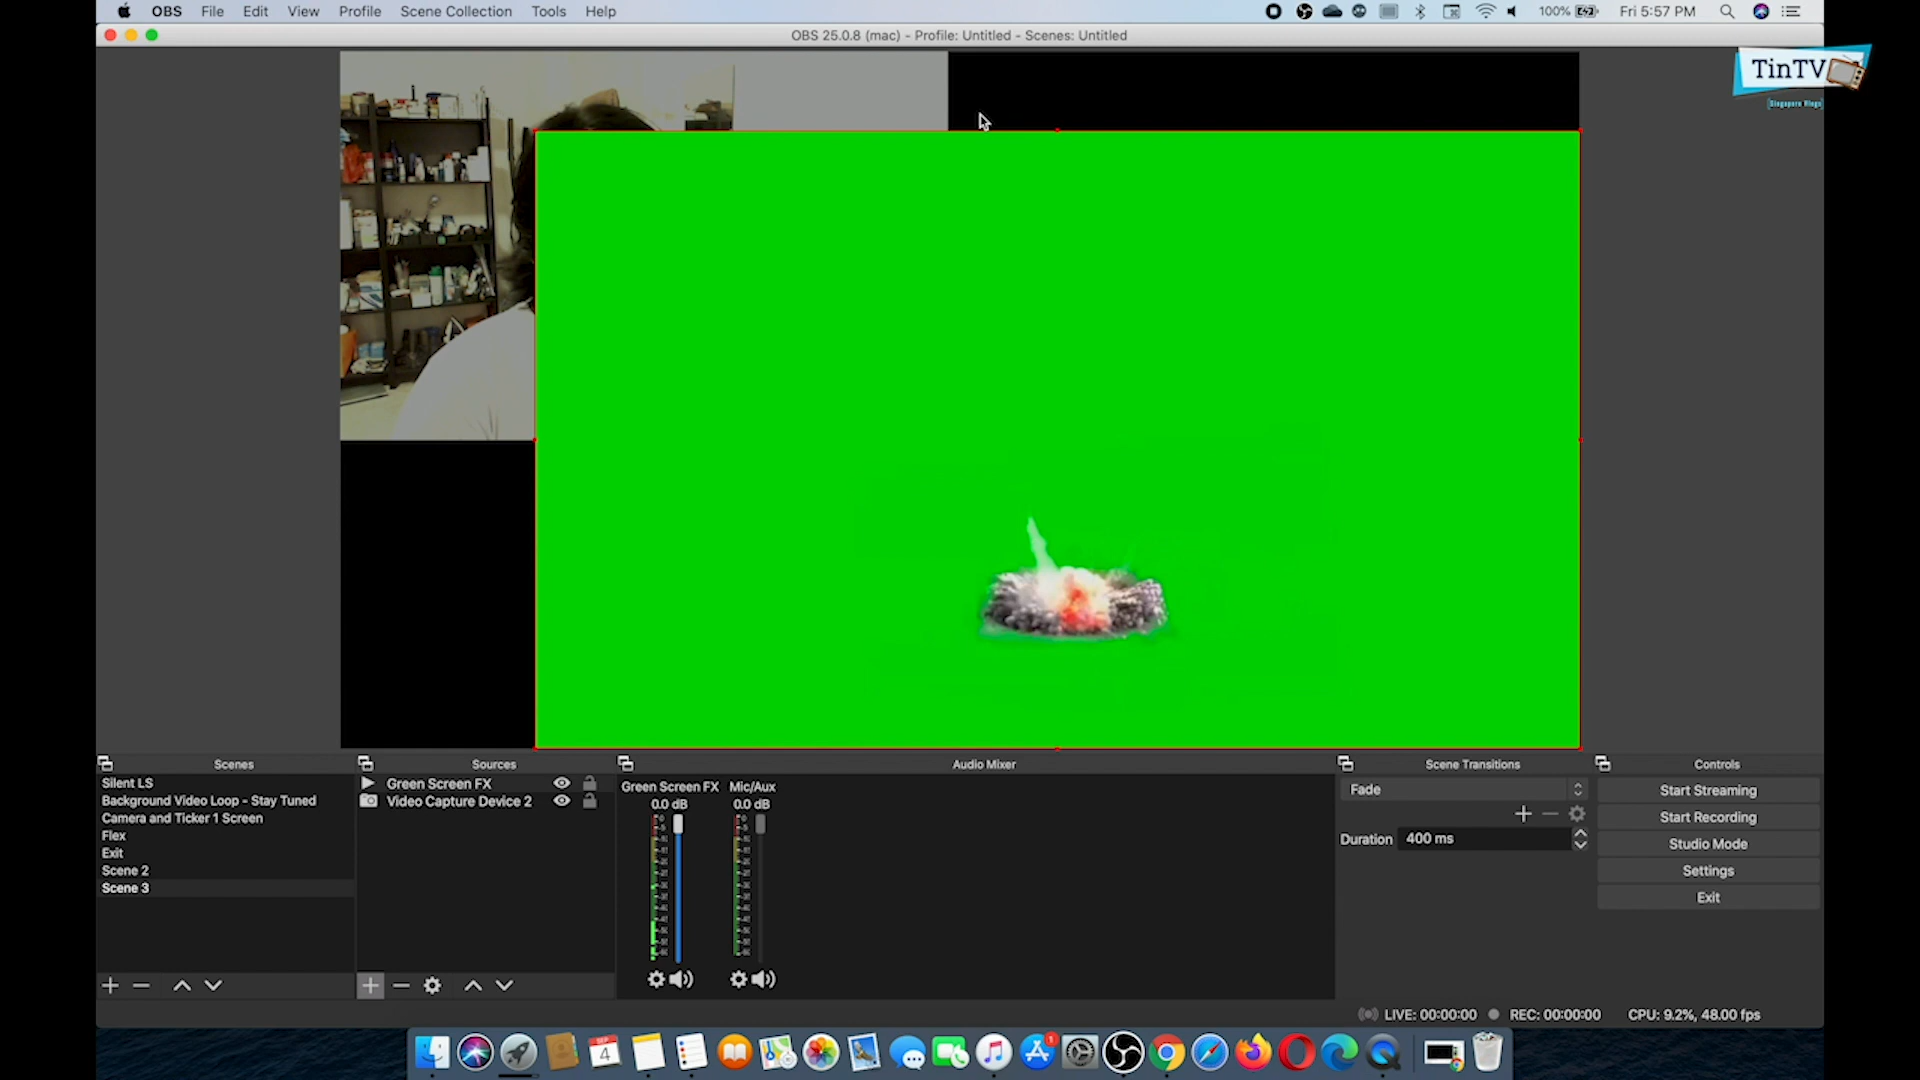 OBS File Edit View Profile Scene Collection Tools Help
100% Fri 5:57 PM
OBS 25.0.8 (mac) - Profile: Untitled - Scenes: Untitled
TinTV
Singapore Vlogs
Scenes
Silent LS
Background Video Loop - Stay Tuned
Camera and Ticker 1 Screen
Flex
Exit
Scene 2
Scene 3
Sources
Green Screen FX
Video Capture Device 2
Audio Mixer
Green Screen FX Mic/Aux
0.0 dB 0.0 dB
Scene Transitions
Fade
Duration 400 ms
Controls
Start Streaming
Start Recording
Studio Mode
Settings
Exit
LIVE: 00:00:00 REC: 00:00:00 CPU: 9.2%, 48.00 fps
4
1